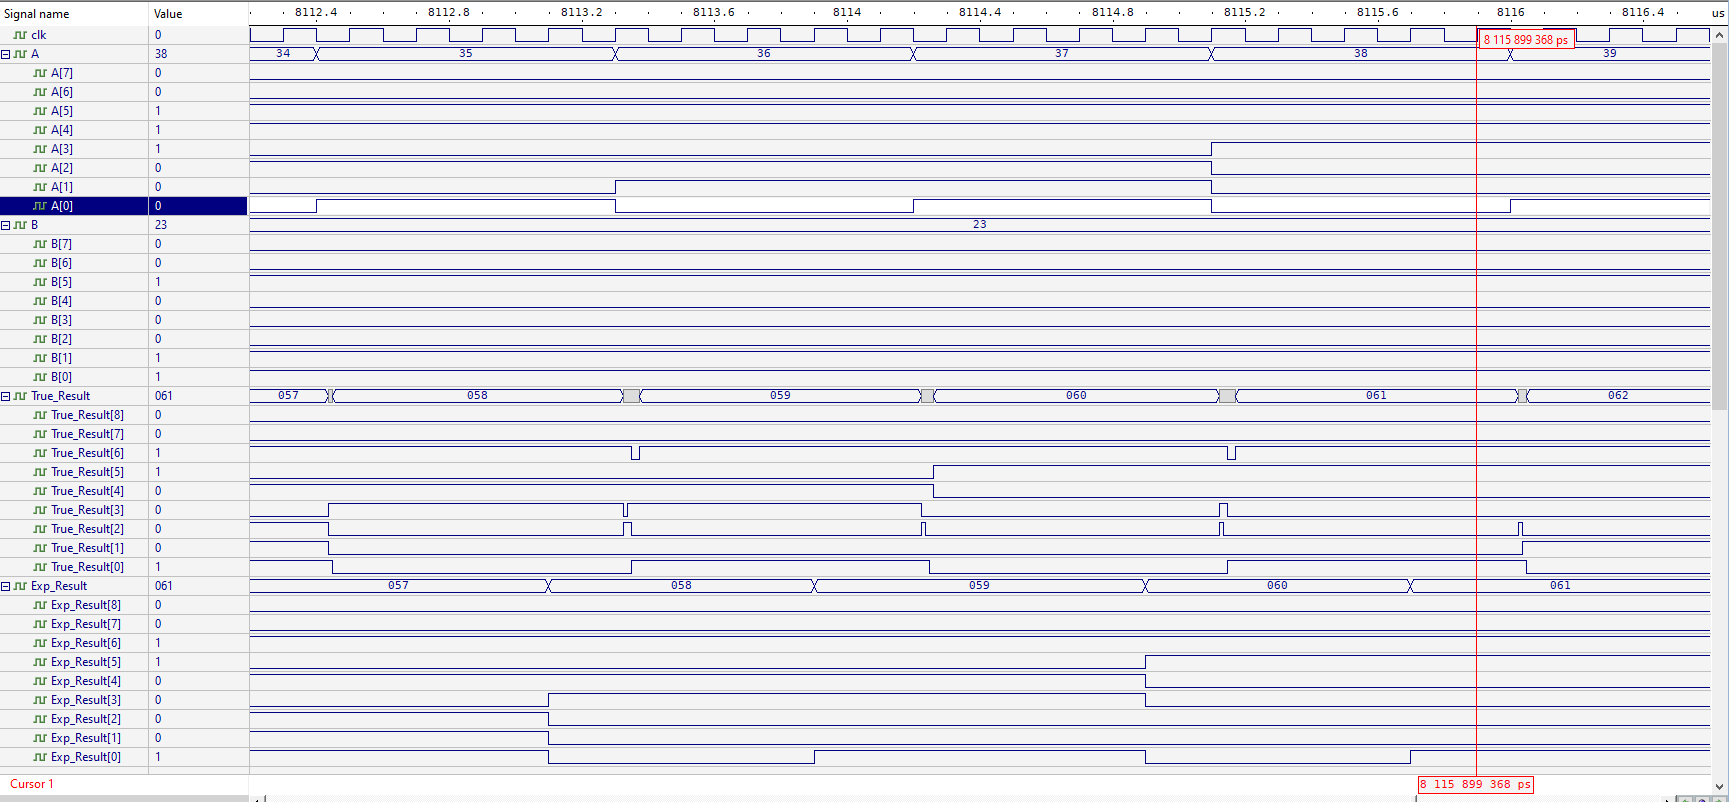 Signal name Value 8112.4 8112.8 8113.2 8113.6 8114 8114.4 8114.8 8115.2 8115.6 8116 8116.4 us
clk 0 8 115 899 368 ps
A 38 34 35 36 37 38 39
A[7] 0
A[6] 0
A[5] 1
A[4] 1
A[3] 1
A[2] 0
A[1] 0
A[0] 0
B 23 23
B[7] 0
B[6] 0
B[5] 1
B[4] 0
B[3] 0
B[2] 0
B[1] 1
B[0] 1
True_Result 061 057 058 059 060 061 062
True_Result[8] 0
True_Result[7] 0
True_Result[6] 1
True_Result[5] 1
True_Result[4] 0
True_Result[3] 0
True_Result[2] 0
True_Result[1] 0
True_Result[0] 1
Exp_Result 061 057 058 059 060 061
Exp_Result[8] 0
Exp_Result[7] 0
Exp_Result[6] 1
Exp_Result[5] 1
Exp_Result[4] 0
Exp_Result[3] 0
Exp_Result[2] 0
Exp_Result[1] 0
Exp_Result[0] 1
Cursor 1 8 115 899 368 ps